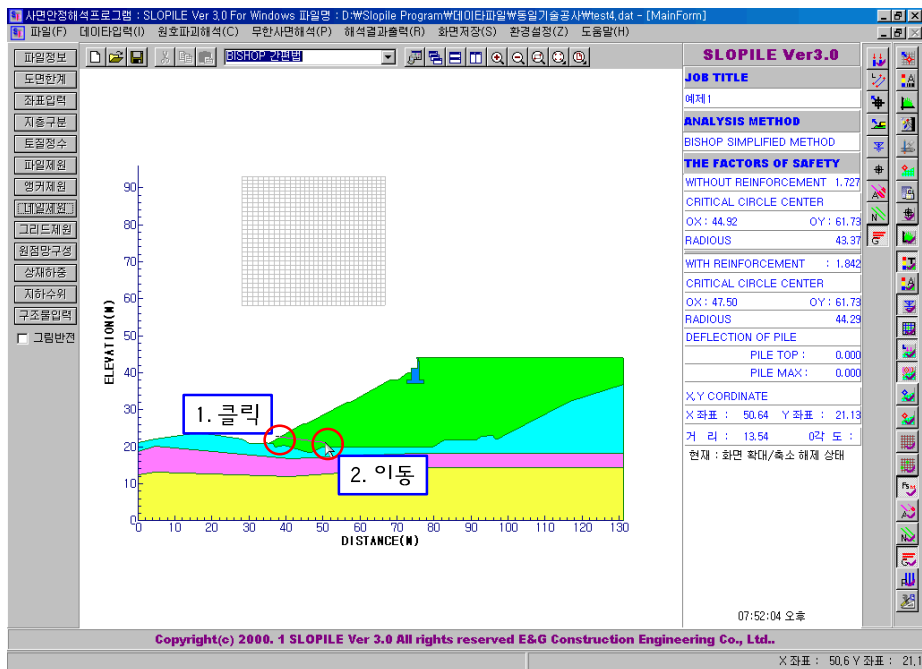 사면안정해석프로그램 : SLOPILE Ver 3,0 For Windows 파일명 : D:₩Slopile Program₩데이타파일₩동일기술공사₩test4,dat - [MainForm]
파일(F) 데이타입력(I) 원호파괴해석(C) 무한사면해석(P) 해석결과출력(R) 화면저장(S) 환경설정(Z) 도움말(H)
BISHOP 간편법
파일정보
도면한계
좌표입력
지층구분
토질정수
파일제원
앵커제원
네일제원
그리드제원
원점망구성
상재하중
지하수위
구조물입력
그림반전
ELEVATION(M)
90
80
70
60
50
40
30
20
10
0
0 10 20 30 40 50 60 70 80 90 100 110 120 130
DISTANCE(M)
1. 클릭
2. 이동
SLOPILE Ver3.0
JOB TITLE
예제1
ANALYSIS METHOD
BISHOP SIMPLIFIED METHOD
THE FACTORS OF SAFETY
WITHOUT REINFORCEMENT 1.727
CRITICAL CIRCLE CENTER
OX : 44.92 OY : 61.73
RADIOUS 43.37
WITH REINFORCEMENT : 1.842
CRITICAL CIRCLE CENTER
OX : 47.50 OY : 61.73
RADIOUS 44.29
DEFLECTION OF PILE
PILE TOP : 0.000
PILE MAX : 0.000
X,Y CORDINATE
X 좌표 : 50.64 Y 좌표 : 21.13
거 리 : 13.54 0각 도 :
현재 : 화면 확대/축소 해제 상태
07:52:04 오후
Copyright(c) 2000. 1 SLOPILE Ver 3.0 All rights reserved E&G Construction Engineering Co., Ltd..
X 좌표 : 50,6 Y 좌표 : 21,1